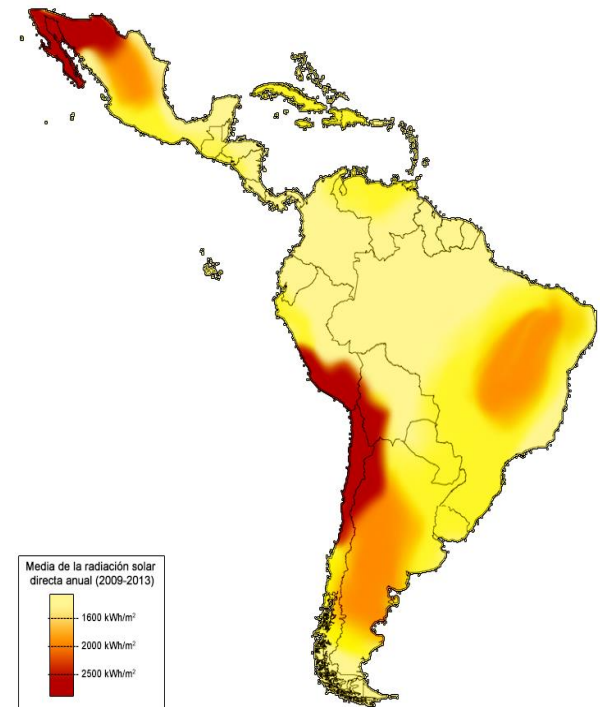 Media de la radiación solar
directa anual (2009-2013)
1600 kWh/m²
2000 kWh/m²
2500 kWh/m²